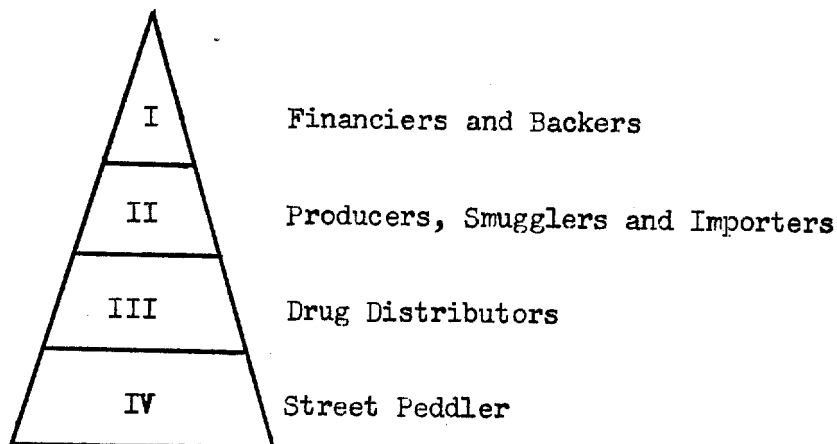 I Financiers and Backers
II Producers, Smugglers and Importers
III Drug Distributors
IV Street Peddler